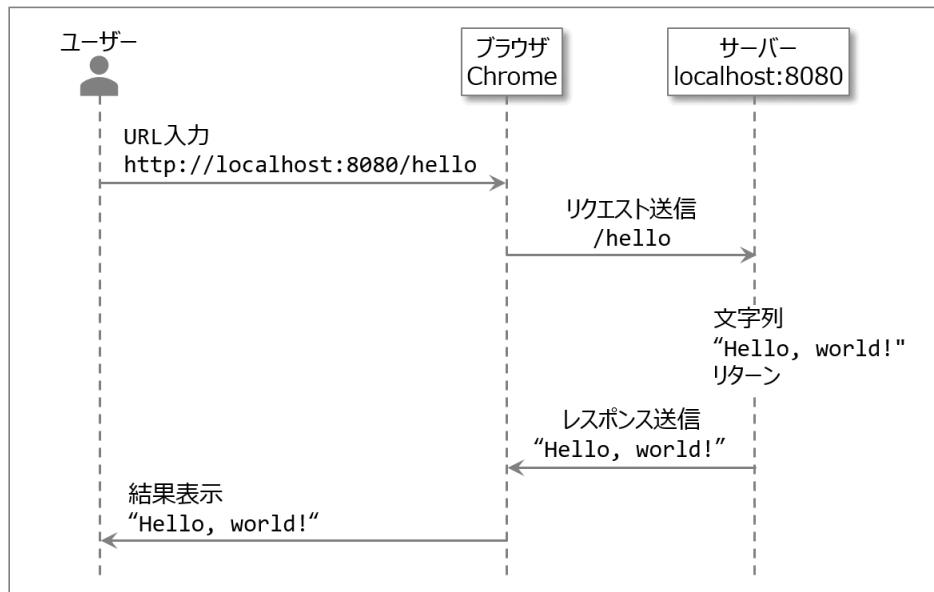 ユーザー
ブラウザ
Chrome
サーバー
localhost:8080
URL入力
http://localhost:8080/hello
リクエスト送信
/hello
文字列
“Hello, world!"
リターン
レスポンス送信
“Hello, world!”
結果表示
“Hello, world!“